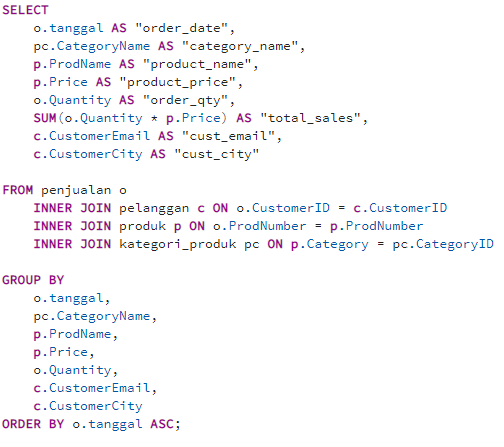 SELECT
o.tanggal AS "order_date",
pc.CategoryName AS "category_name",
p.ProdName AS "product_name",
p.Price AS "product_price",
o.Quantity AS "order_qty",
SUM(o.Quantity * p.Price) AS "total_sales",
c.CustomerEmail AS "cust_email",
c.CustomerCity AS "cust_city"
FROM penjualan o
INNER JOIN pelanggan c ON o.CustomerID = c.CustomerID
INNER JOIN produk p ON o.ProdNumber = p.ProdNumber
INNER JOIN kategori_produk pc ON p.Category = pc.CategoryID
GROUP BY
o.tanggal,
pc.CategoryName,
p.ProdName,
p.Price,
o.Quantity,
c.CustomerEmail,
c.CustomerCity
ORDER BY o.tanggal ASC;